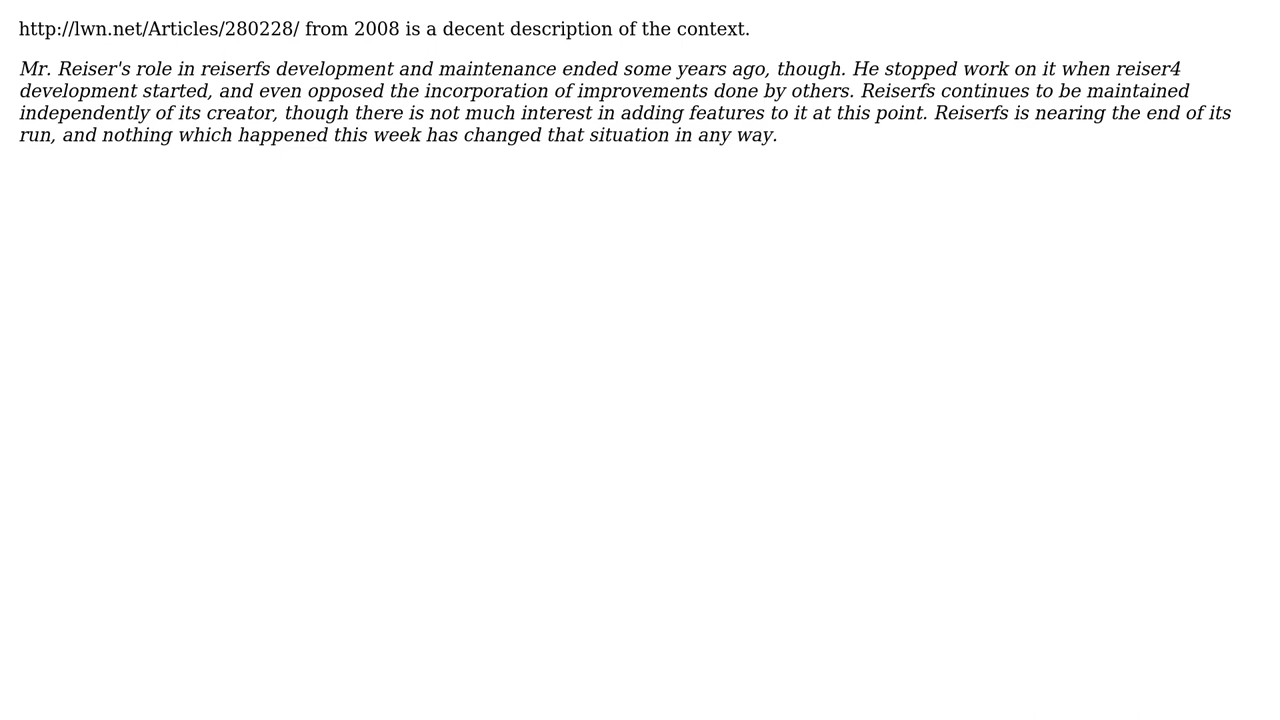 http://lwn.net/Articles/280228/ from 2008 is a decent description of the context.
Mr. Reiser's role in reiserfs development and maintenance ended some years ago, though. He stopped work on it when reiser4
development started, and even opposed the incorporation of improvements done by others. Reiserfs continues to be maintained
independently of its creator, though there is not much interest in adding features to it at this point. Reiserfs is nearing the end of its
run, and nothing which happened this week has changed that situation in any way.